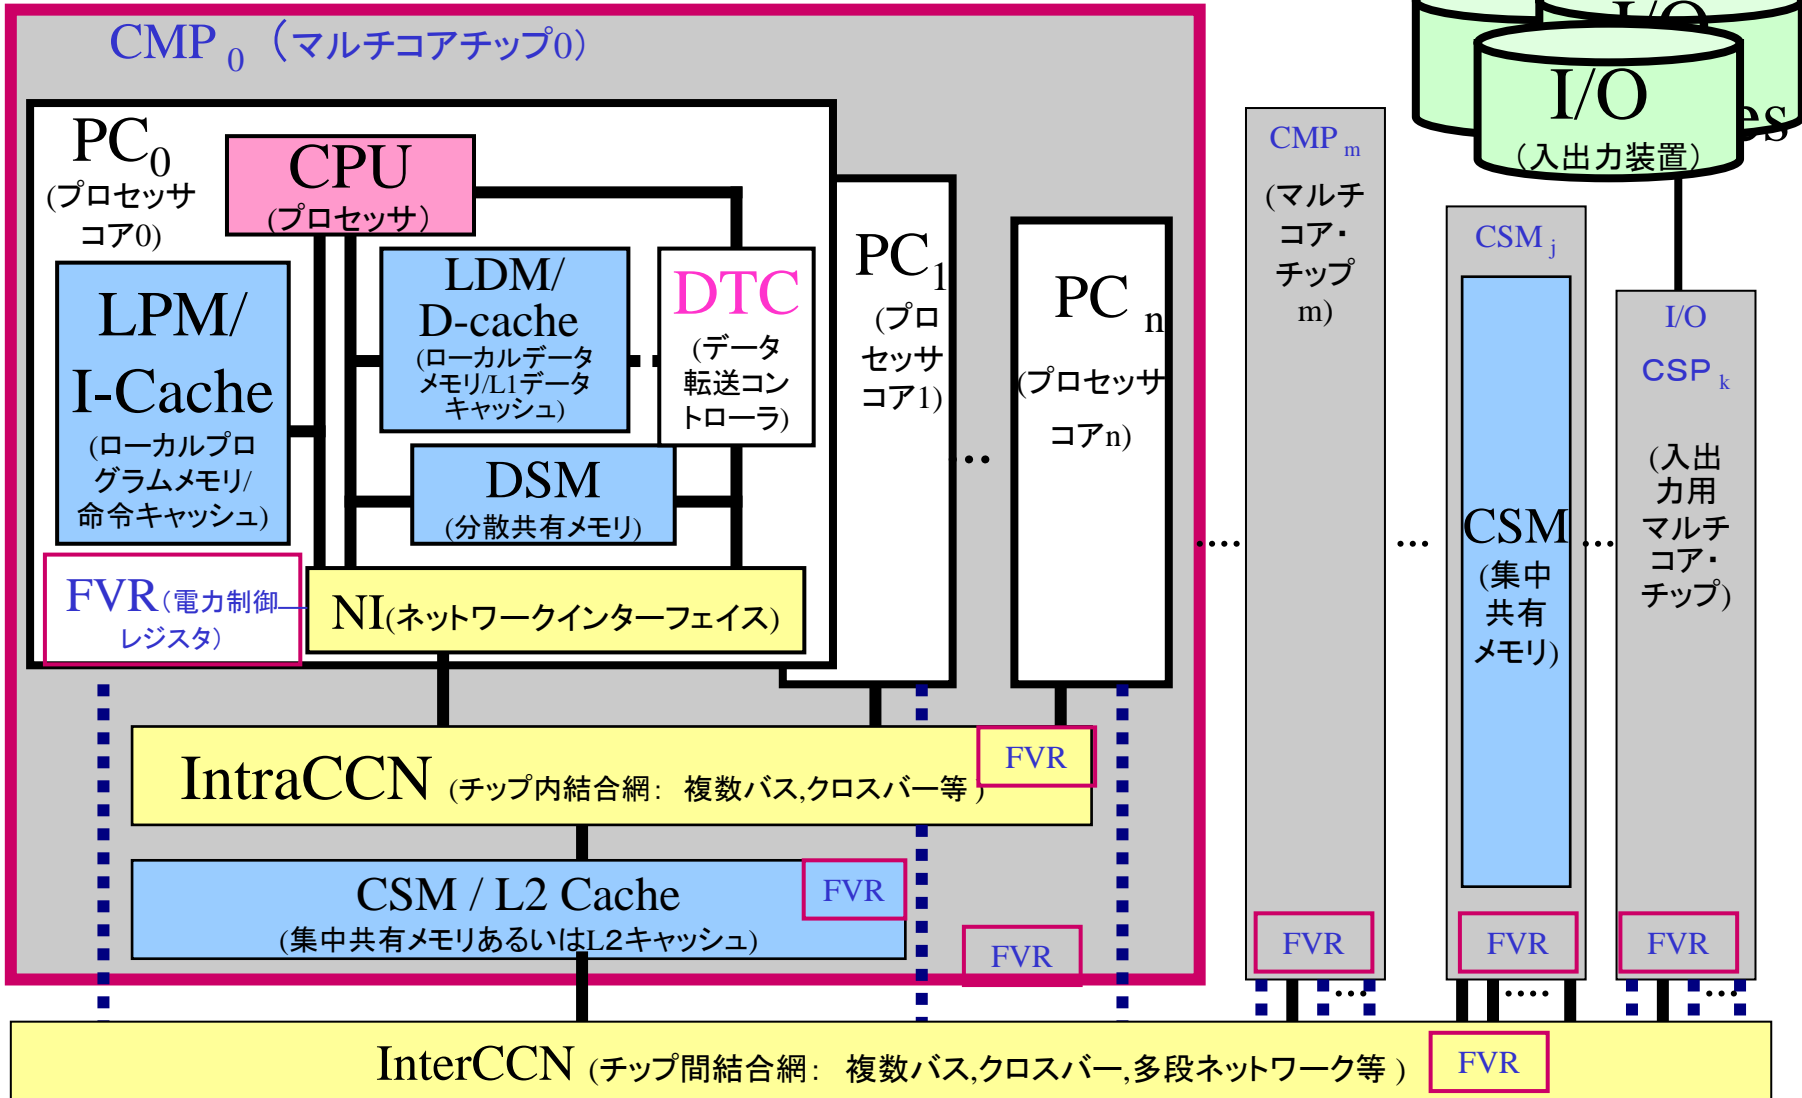 CMP 0 (マルチコアチップ0)
PC0
(プロセッサ
コア0)
CPU
(プロセッサ)
LPM/
I-Cache
(ローカルプロ
グラムメモリ/
命令キャッシュ)
LDM/
D-cache
(ローカルデータ
メモリ/L1データ
キャッシュ)
DTC
(データ
転送コン
トローラ)
DSM
(分散共有メモリ)
FVR(電力制御
レジスタ)
NI(ネットワークインターフェイス)
PC1
(プロ
セッサ
コア1)
...
PC n
(プロセッサ
コアn)
IntraCCN (チップ内結合網: 複数バス,クロスバー等 )
FVR
CSM / L2 Cache
(集中共有メモリあるいはL2キャッシュ)
FVR
FVR
....
CMP m
(マルチ
コア・
チップ
m)
FVR
....
...
CSM j
CSM
(集中
共有
メモリ)
FVR
....
...
I/O
I/O
(入出力装置)
es
I/O
CSP k
(入出
力用
マルチ
コア・
チップ)
FVR
....
InterCCN (チップ間結合網: 複数バス,クロスバー,多段ネットワーク等 )
FVR